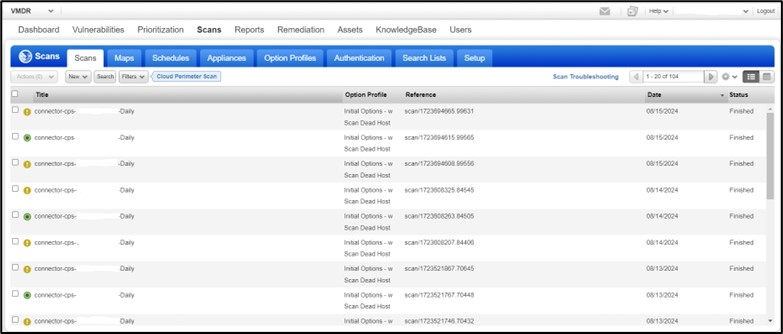 VMDR
Help
Logout
Dashboard Vulnerabilities Prioritization Scans Reports Remediation Assets KnowledgeBase Users
Scans Scans Maps Schedules Appliances Option Profiles Authentication Search Lists Setup
Actions (0) New Search Filters Cloud Perimeter Scan Scan Troubleshooting 1 - 20 of 104
Title Option Profile Reference Date Status
connector-cps- -Daily Initial Options - w scan/1723694665.99631 08/15/2024 Finished
Scan Dead Host
connector-cps -Daily Initial Options - w scan/1723694615.99565 08/15/2024 Finished
Scan Dead Host
connector-cps- -Daily Initial Options - w scan/1723694608.99556 08/15/2024 Finished
Scan Dead Host
connector-cps- -Daily Initial Options - w scan/1723608325.84545 08/14/2024 Finished
Scan Dead Host
connector-cps- -Daily Initial Options - w scan/1723608263.84505 08/14/2024 Finished
Scan Dead Host
connector-cps-. -Daily Initial Options - w scan/1723608207.84406 08/14/2024 Finished
Scan Dead Host
connector-cps- -Daily Initial Options - w scan/1723521867.70645 08/13/2024 Finished
Scan Dead Host
connector-cps- -Daily Initial Options - w scan/1723521767.70448 08/13/2024 Finished
Scan Dead Host
connector-cps- -Daily Initial Options - w scan/1723521746.70432 08/13/2024 Finished